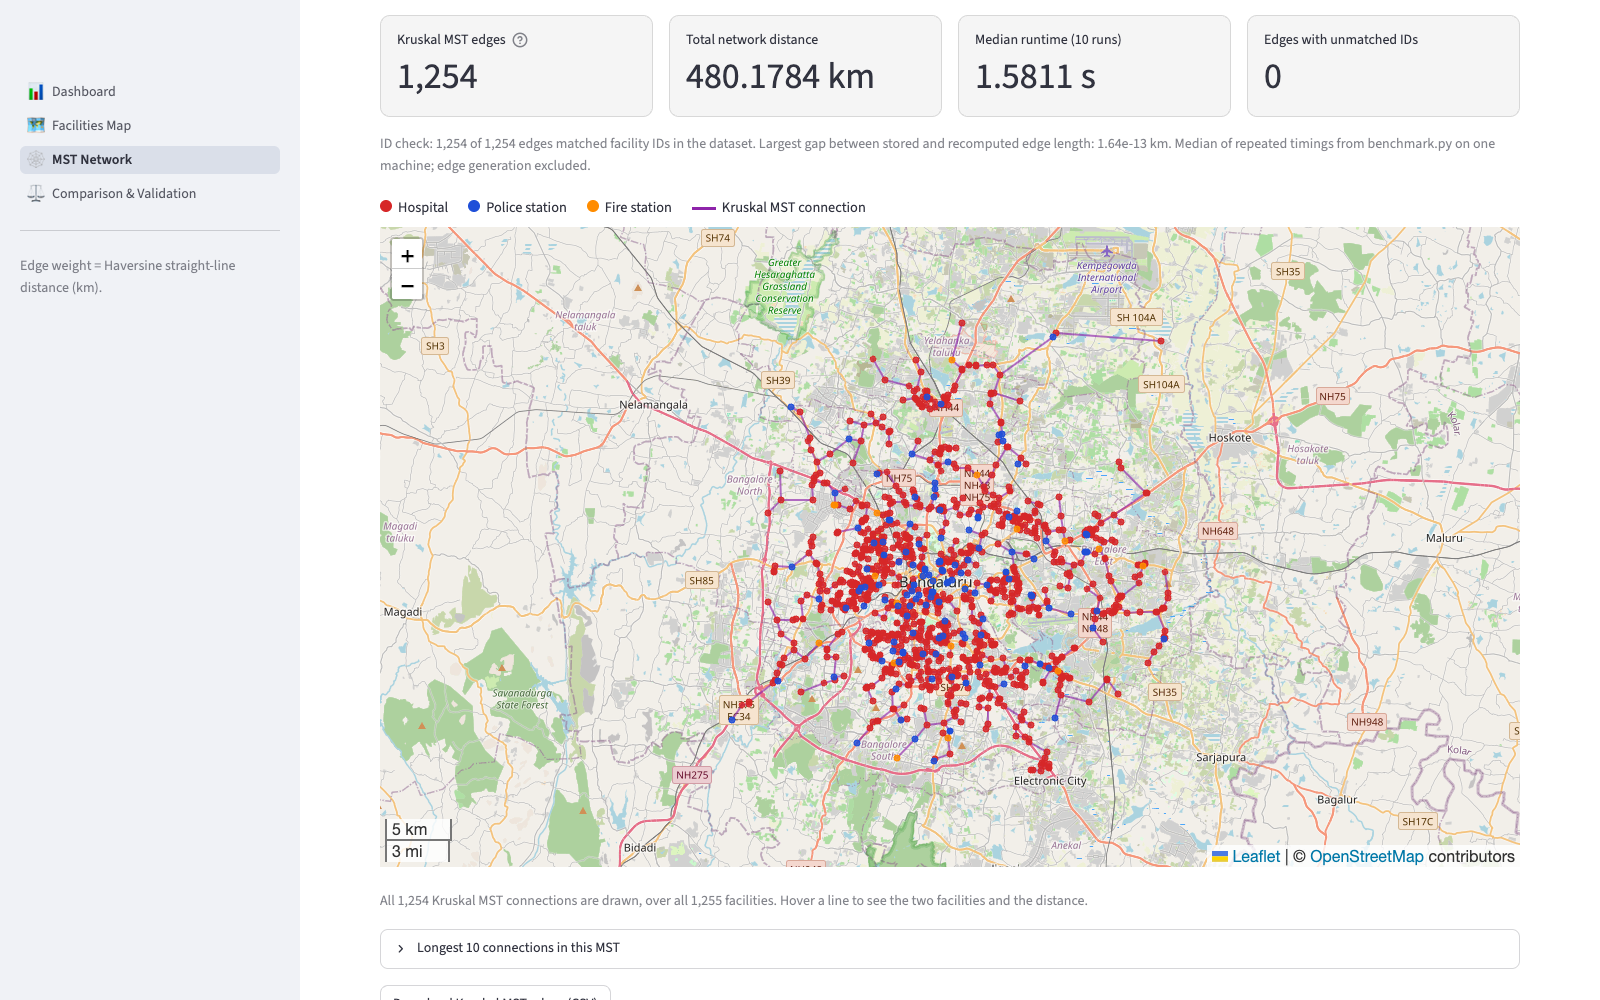 Dashboard
Facilities Map
MST Network
Comparison & Validation
Edge weight = Haversine straight-line
distance (km).
Kruskal MST edges
1,254
Total network distance
480.1784 km
Median runtime (10 runs)
1.5811 s
Edges with unmatched IDs
0
ID check: 1,254 of 1,254 edges matched facility IDs in the dataset. Largest gap between stored and recomputed edge length: 1.64e-13 km. Median of repeated timings from benchmark.py on one
machine; edge generation excluded.
Hospital
Police station
Fire station
Kruskal MST connection
+
−
SH74
Greater
Hesaraghatta
Grassland
Conservation
Reserve
Kempegowda
International
Airport
SH35
Nelamangala
taluk
SH 104A
SH3
Yelahanka
taluku
SH39
SH104A
NH75
Nelamangala
NH44
Kolar
Hoskote
Hosakote
taluk
Bangalore
North
NH75
NH44
NH75
Magadi
taluku
NH648
Maluru
East
SH85
Bengaluru
Magadi
NH48
Savanadurga
State Forest
SH35
NH948
Bangalore
South
Kolar
Sarjapura
NH275
Electronic City
Bagalur
SH17C
5 km
3 mi
Bidadi
Anekal
Leaflet | © OpenStreetMap contributors
All 1,254 Kruskal MST connections are drawn, over all 1,255 facilities. Hover a line to see the two facilities and the distance.
Longest 10 connections in this MST